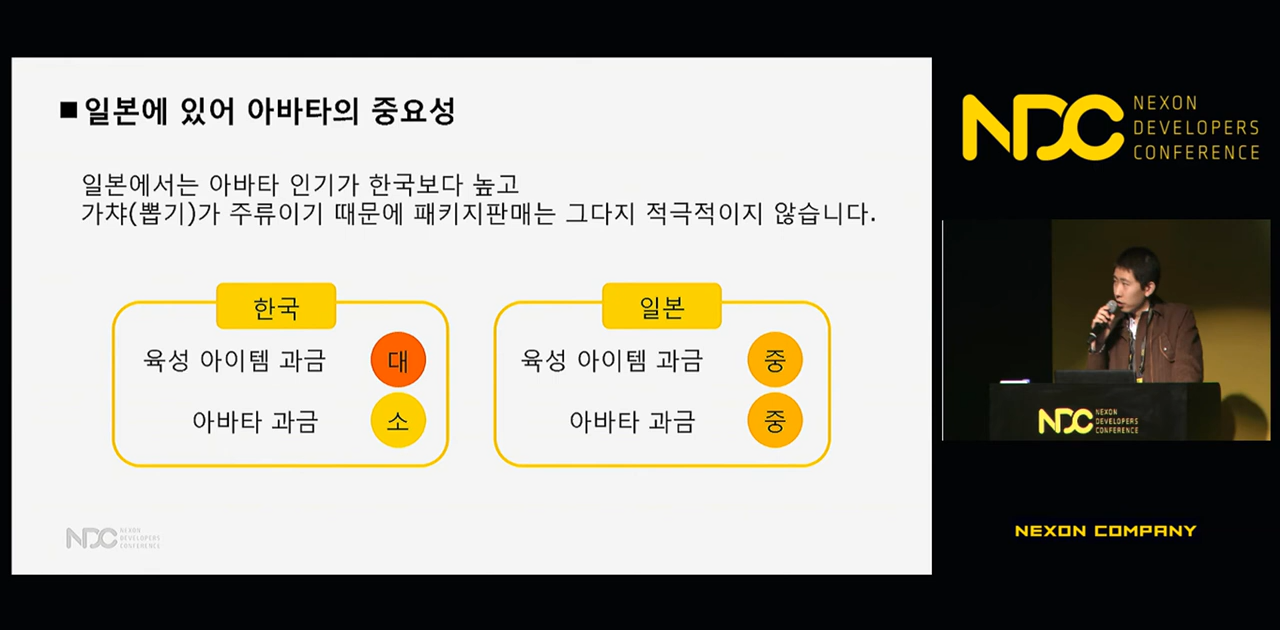 ■ 일본에 있어 아바타의 중요성
일본에서는 아바타 인기가 한국보다 높고
가챠(뽑기)가 주류이기 때문에 패키지판매는 그다지 적극적이지 않습니다.
한국
육성 아이템 과금 대
아바타 과금 소
일본
육성 아이템 과금 중
아바타 과금 중
NDC NEXON
DEVELOPERS
CONFERENCE
NDC NEXON
DEVELOPERS
CONFERENCE
NDC NEXON
DEVELOPERS
CONFERENCE
NEXON COMPANY